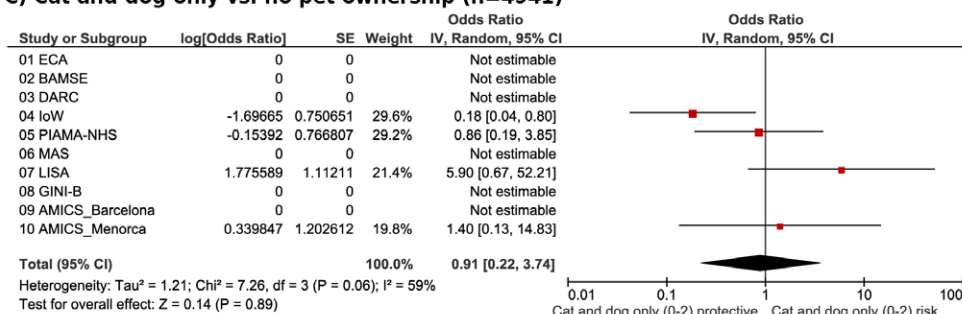 C) Cat and dog only vs. no pet ownership (n=4941)
Odds Ratio Odds Ratio
Study or Subgroup log[Odds Ratio] SE Weight IV, Random, 95% CI IV, Random, 95% CI
01 ECA 0 0 Not estimable
02 BAMSE 0 0 Not estimable
03 DARC 0 0 Not estimable
04 IoW -1.69665 0.750651 29.6% 0.18 [0.04, 0.80]
05 PIAMA-NHS -0.15392 0.766807 29.2% 0.86 [0.19, 3.85]
06 MAS 0 0 Not estimable
07 LISA 1.775589 1.11211 21.4% 5.90 [0.67, 52.21]
08 GINI-B 0 0 Not estimable
09 AMICS_Barcelona 0 0 Not estimable
10 AMICS_Menorca 0.339847 1.202612 19.8% 1.40 [0.13, 14.83]
Total (95% CI) 100.0% 0.91 [0.22, 3.74]
Heterogeneity: Tau² = 1.21; Chi² = 7.26, df = 3 (P = 0.06); I² = 59%
Test for overall effect: Z = 0.14 (P = 0.89)
0.01 0.1 1 10 100
Cat and dog only (0-2) protective Cat and dog only (0-2) risk